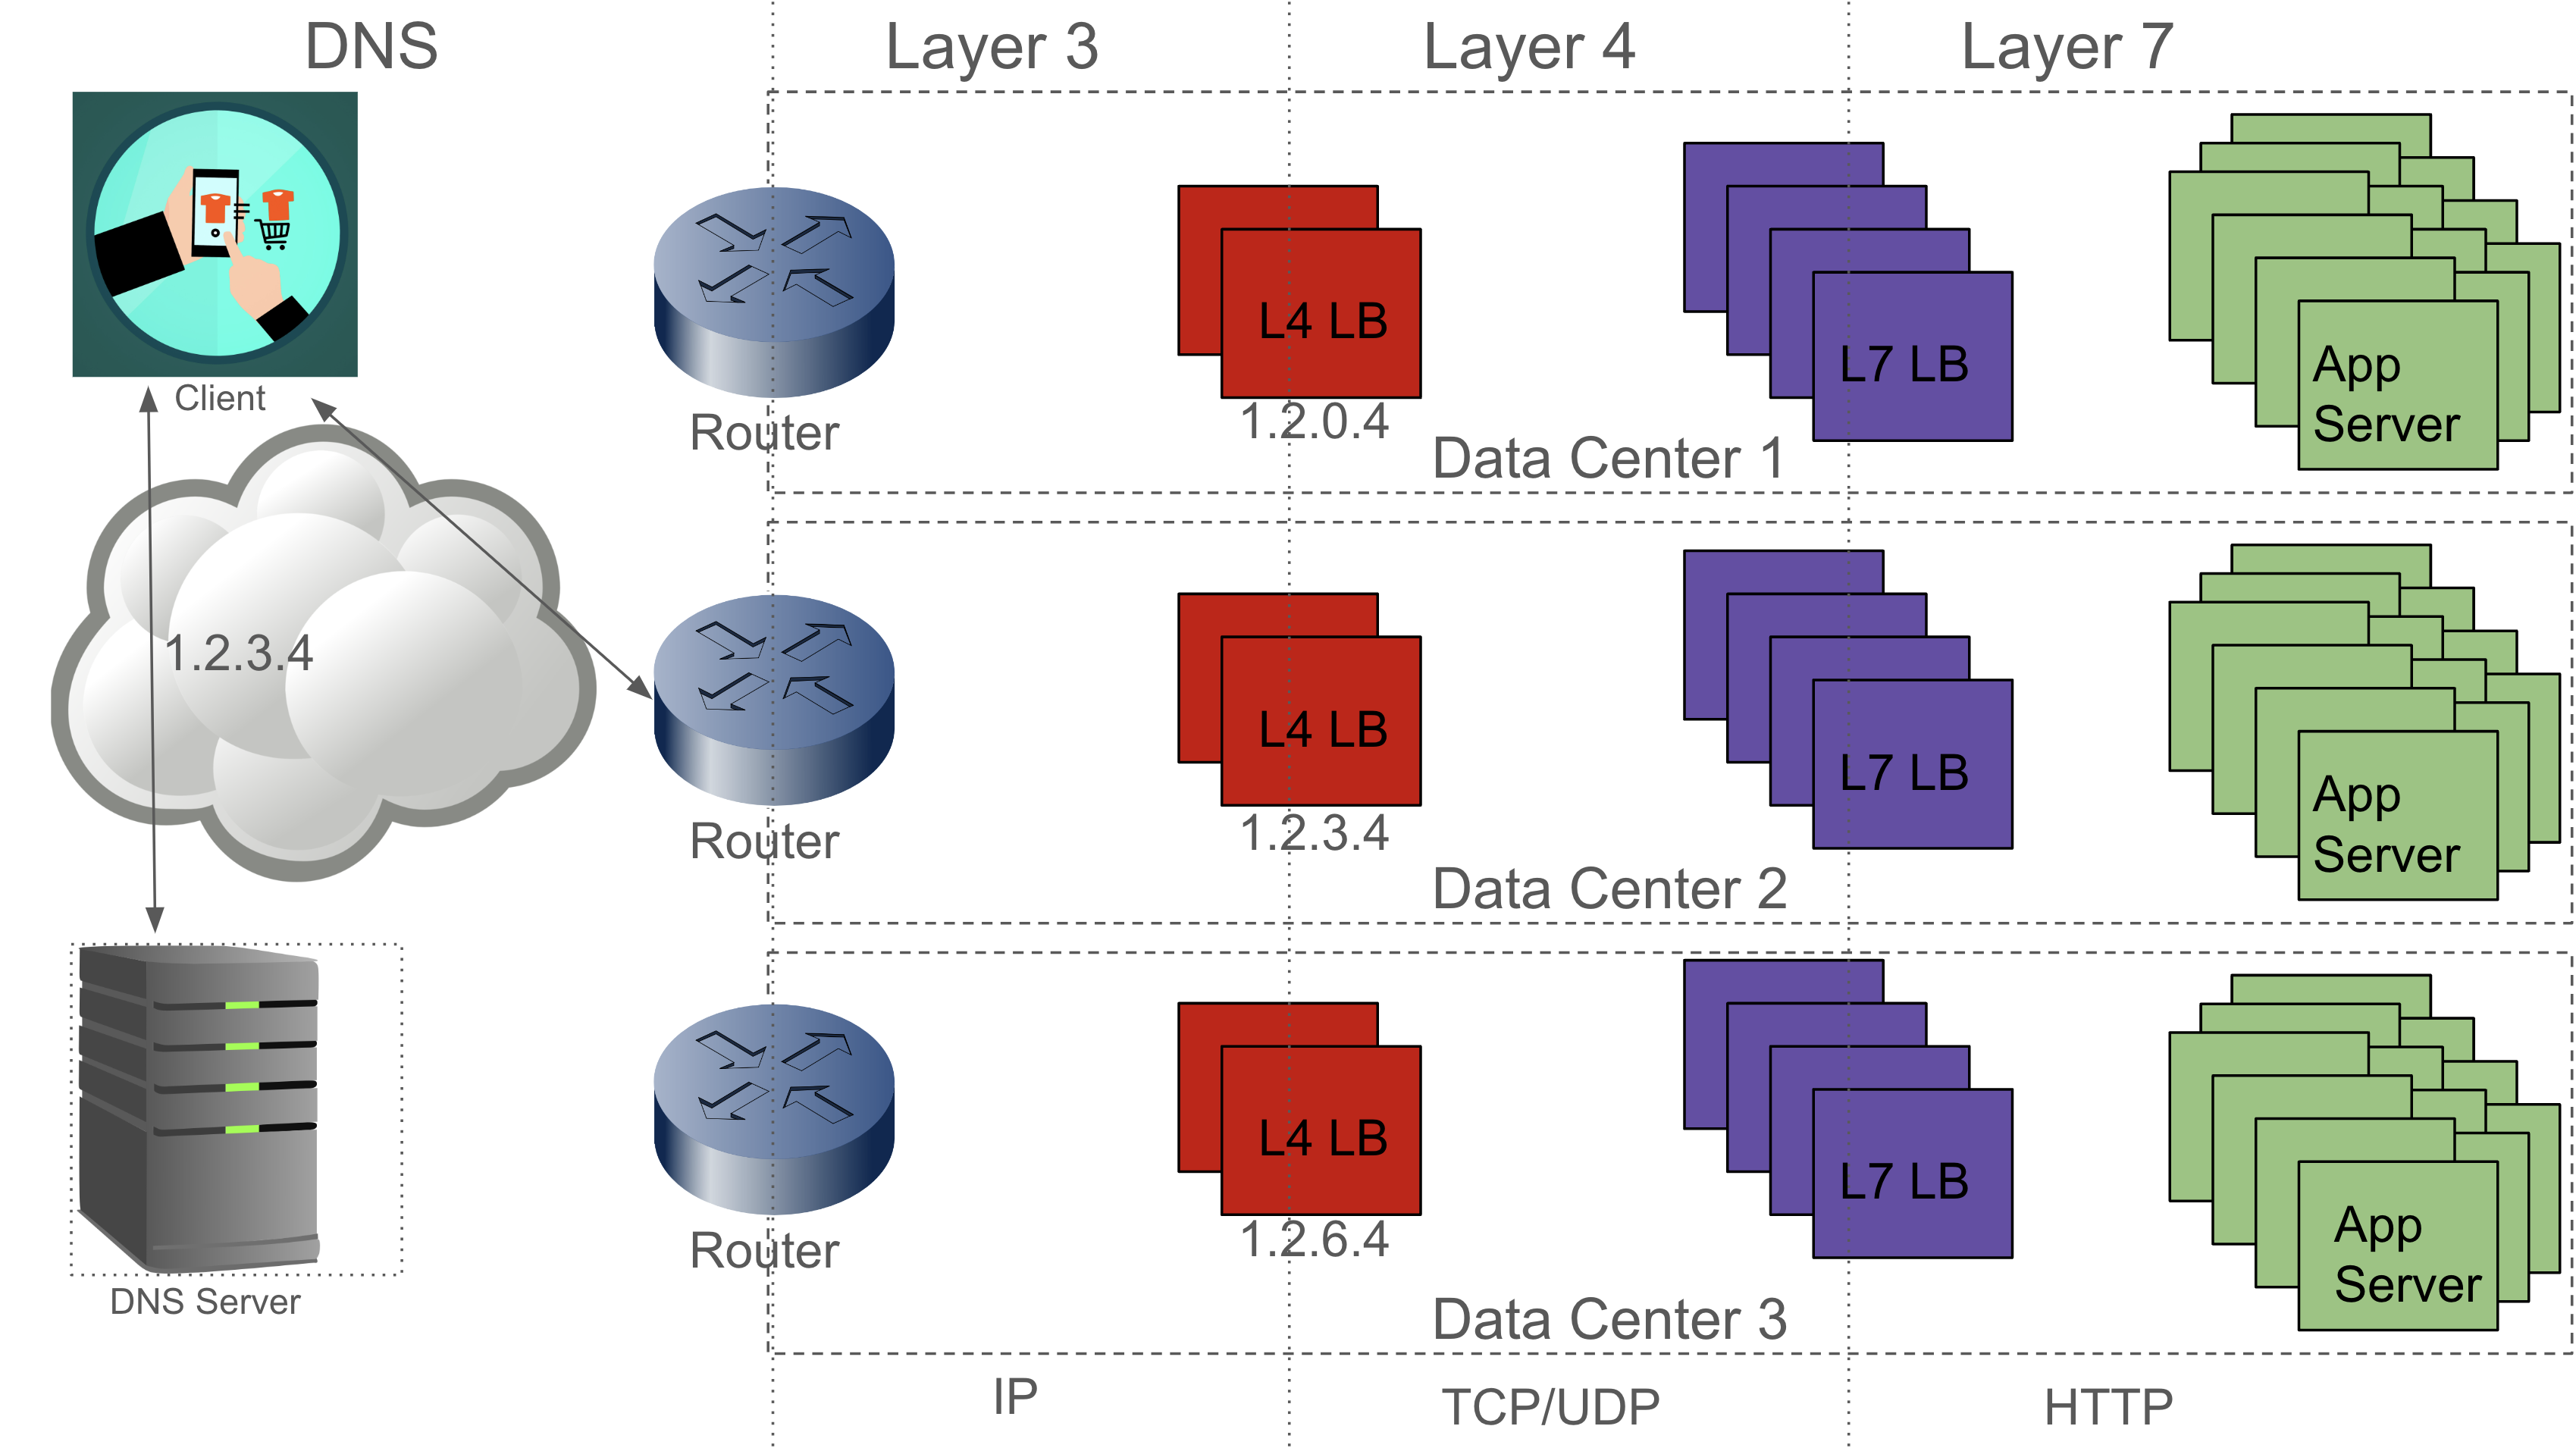 DNS
Layer 3
Layer 4
Layer 7
Client
1.2.3.4
DNS Server
Router
L4 LB
1.2.0.4
L7 LB
App
Server
Data Center 1
Router
L4 LB
1.2.3.4
L7 LB
App
Server
Data Center 2
Router
L4 LB
1.2.6.4
L7 LB
App
Server
Data Center 3
IP
TCP/UDP
HTTP